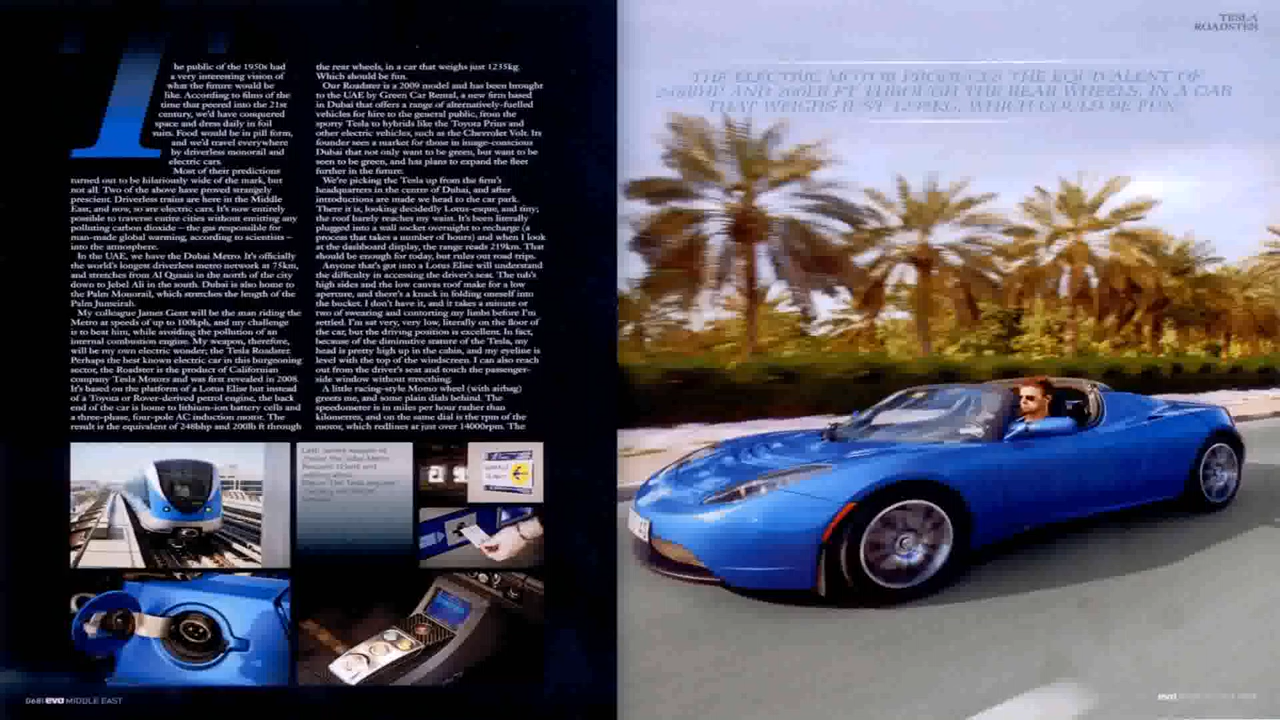 TESLA
ROADSTER
THE ELECTRIC MOTOR PRODUCES THE EQUIVALENT OF
248BHP AND 200LB FT THROUGH THE REAR WHEELS, IN A CAR
THAT WEIGHS JUST 1235KG. WHICH SHOULD BE FUN
The public of the 1950s had
a very interesting vision of
what the future would be
like. According to films of the
time that peered into the 21st
century, we'd have conquered
space and dress daily in foil
suits. Food would be in pill form,
and we'd travel everywhere
by driverless monorail and
electric cars.
Most of their predictions
turned out to be hilariously wide of the mark, but
not all. Two of the above have proved strangely
prescient. Driverless trains are here in the Middle
East, and now, so are electric cars. It's now entirely
possible to traverse entire cities without emitting any
polluting carbon dioxide – the gas responsible for
man-made global warming, according to scientists –
into the atmosphere.
In the UAE, we have the Dubai Metro. It's officially
the world's longest driverless metro network at 75km,
and stretches from Al Qusais in the north of the city
down to Jebel Ali in the south. Dubai is also home to
the Palm Monorail, which stretches the length of the
Palm Jumeirah.
My colleague James Gent will be the man riding the
Metro at speeds of up to 100kph, and my challenge
is to beat him, while avoiding the pollution of an
internal combustion engine. My weapon, therefore,
will be my own electric wonder; the Tesla Roadster.
Perhaps the best known electric car in this burgeoning
sector, the Roadster is the product of Californian
company Tesla Motors and was first revealed in 2008.
It's based on the platform of a Lotus Elise but instead
of a Toyota or Rover-derived petrol engine, the back
end of the car is home to lithium-ion battery cells and
a three-phase, four-pole AC induction motor. The
result is the equivalent of 248bhp and 200lb ft through
the rear wheels, in a car that weighs just 1235kg.
Which should be fun.
Our Roadster is a 2009 model and has been brought
to the UAE by Green Car Rental, a new firm based
in Dubai that offers a range of alternatively-fuelled
vehicles for hire to the general public, from the
sporty Tesla to hybrids like the Toyota Prius and
other electric vehicles, such as the Chevrolet Volt. Its
founder sees a market for those in image-conscious
Dubai that not only want to be green, but want to be
seen to be green, and has plans to expand the fleet
further in the future.
We're picking the Tesla up from the firm's
headquarters in the centre of Dubai, and after
introductions are made we head to the car park.
There it is, looking decidedly Lotus-esque, and tiny;
the roof barely reaches my waist. It's been literally
plugged into a wall socket overnight to recharge (a
process that takes a number of hours) and when I look
at the dashboard display, the range reads 219km. That
should be enough for today, but rules out road trips.
Anyone that's got into a Lotus Elise will understand
the difficulty in accessing the driver's seat. The tub's
high sides and the low canvas roof make for a low
aperture, and there's a knack in folding oneself into
the bucket. I don't have it, and it takes a minute or
two of swearing and contorting my limbs before I'm
settled. I'm sat very, very low, literally on the floor of
the car, but the driving position is excellent. In fact,
because of the diminutive stature of the Tesla, my
head is pretty high up in the cabin, and my eyeline is
level with the top of the windscreen. I can also reach
out from the driver's seat and touch the passenger-
side window without stretching.
A little racing-style Momo wheel (with airbag)
greets me, and some plain dials behind. The
speedometer is in miles per hour rather than
kilometres, and on the same dial is the rpm of the
motor, which redlines at just over 14000rpm. The
068 evo MIDDLE EAST
evo